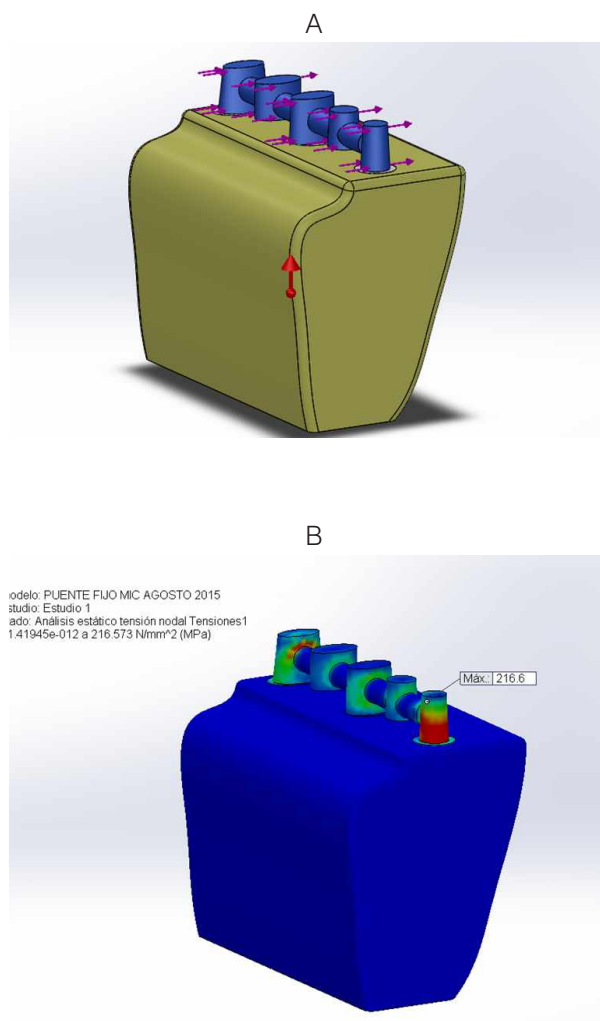 A
B
odelo: PUENTE FIJO MIC AGOSTO 2015
studio: Estudio 1
ado: Análisis estático tensión nodal Tensiones1
1.41945e-012 a 216.573 N/mm^2 (MPa)
Máx.: 216.6